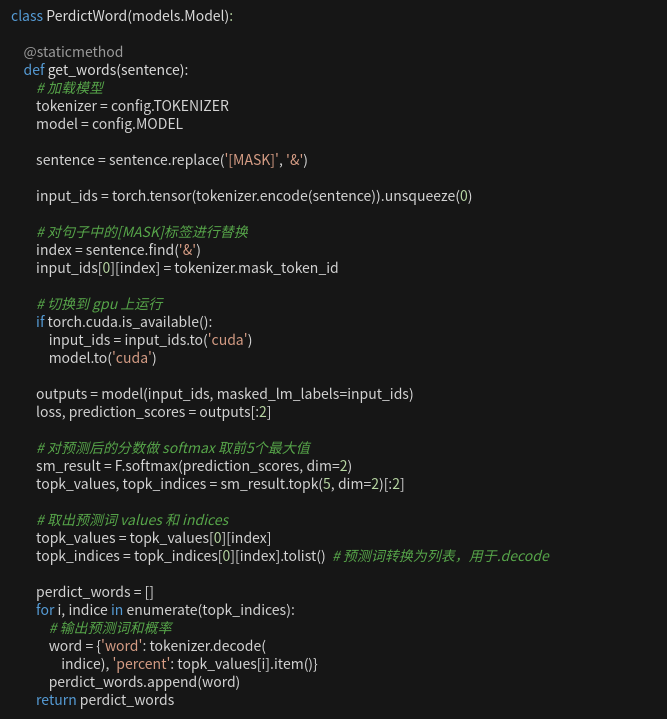 class PerdictWord(models.Model):
@staticmethod
def get_words(sentence):
# 加载模型
tokenizer = config.TOKENIZER
model = config.MODEL
sentence = sentence.replace('[MASK]', '&')
input_ids = torch.tensor(tokenizer.encode(sentence)).unsqueeze(0)
# 对句子中的[MASK]标签进行替换
index = sentence.find('&')
input_ids[0][index] = tokenizer.mask_token_id
# 切换到 gpu 上运行
if torch.cuda.is_available():
input_ids = input_ids.to('cuda')
model.to('cuda')
outputs = model(input_ids, masked_lm_labels=input_ids)
loss, prediction_scores = outputs[:2]
# 对预测后的分数做 softmax 取前5个最大值
sm_result = F.softmax(prediction_scores, dim=2)
topk_values, topk_indices = sm_result.topk(5, dim=2)[:2]
# 取出预测词 values 和 indices
topk_values = topk_values[0][index]
topk_indices = topk_indices[0][index].tolist()  # 预测词转换为列表，用于.decode
perdict_words = []
for i, indice in enumerate(topk_indices):
# 输出预测词和概率
word = {'word': tokenizer.decode(
indice), 'percent': topk_values[i].item()}
perdict_words.append(word)
return perdict_words